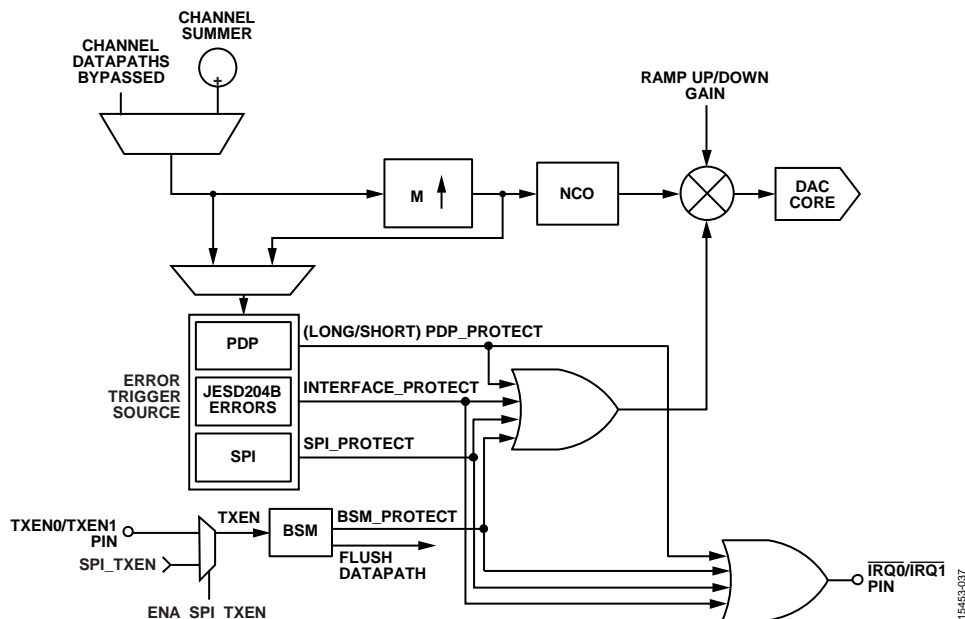 CHANNEL
SUMMER
CHANNEL
DATAPATHS
BYPASSED
+
RAMP UP/DOWN
GAIN
M
NCO
DAC
CORE
ERROR
TRIGGER
SOURCE
PDP
JESD204B
ERRORS
SPI
(LONG/SHORT) PDP_PROTECT
INTERFACE_PROTECT
SPI_PROTECT
TXEN0/TXEN1
PIN
SPI_TXEN
ENA_SPI_TXEN
TXEN
BSM
BSM_PROTECT
FLUSH
DATAPATH
IRQ0/IRQ1
PIN
15453-037